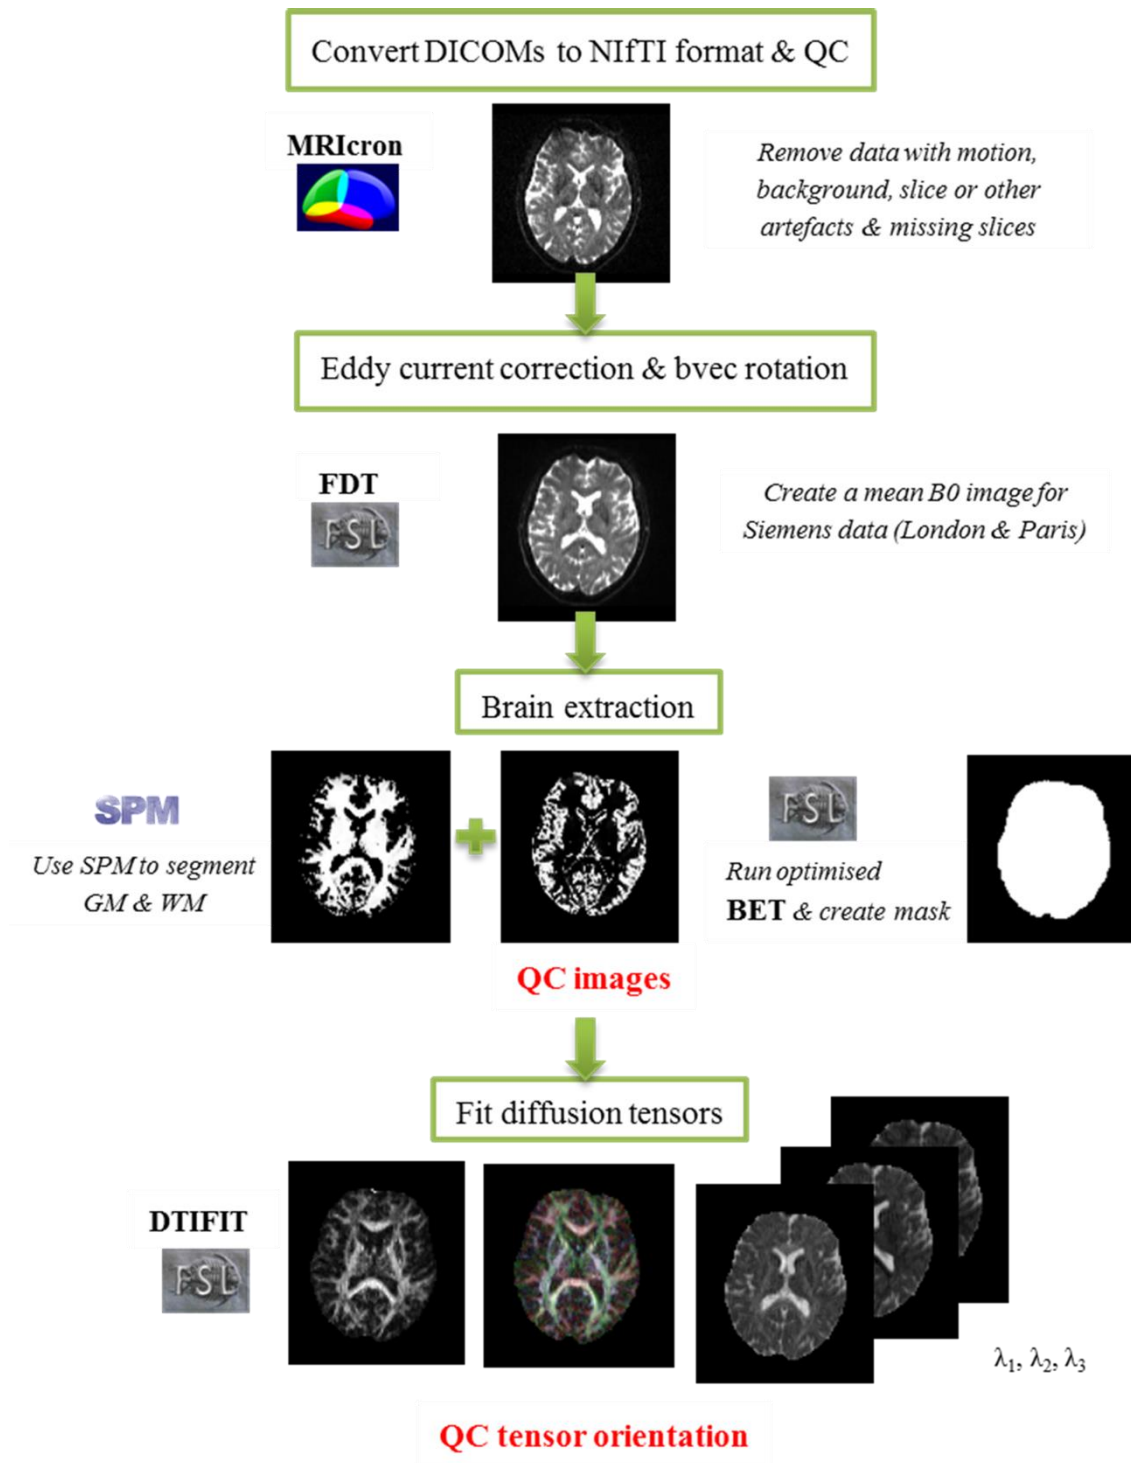 Convert DICOMs to NIfTI format & QC
MRIcron
Remove data with motion,
background, slice or other
artefacts & missing slices
Eddy current correction & bvec rotation
FDT
FSL
Create a mean B0 image for
Siemens data (London & Paris)
Brain extraction
SPM
Use SPM to segment
GM & WM
FSL
Run optimised
BET & create mask
QC images
Fit diffusion tensors
DTIFIT
FSL
λ1, λ2, λ3
QC tensor orientation